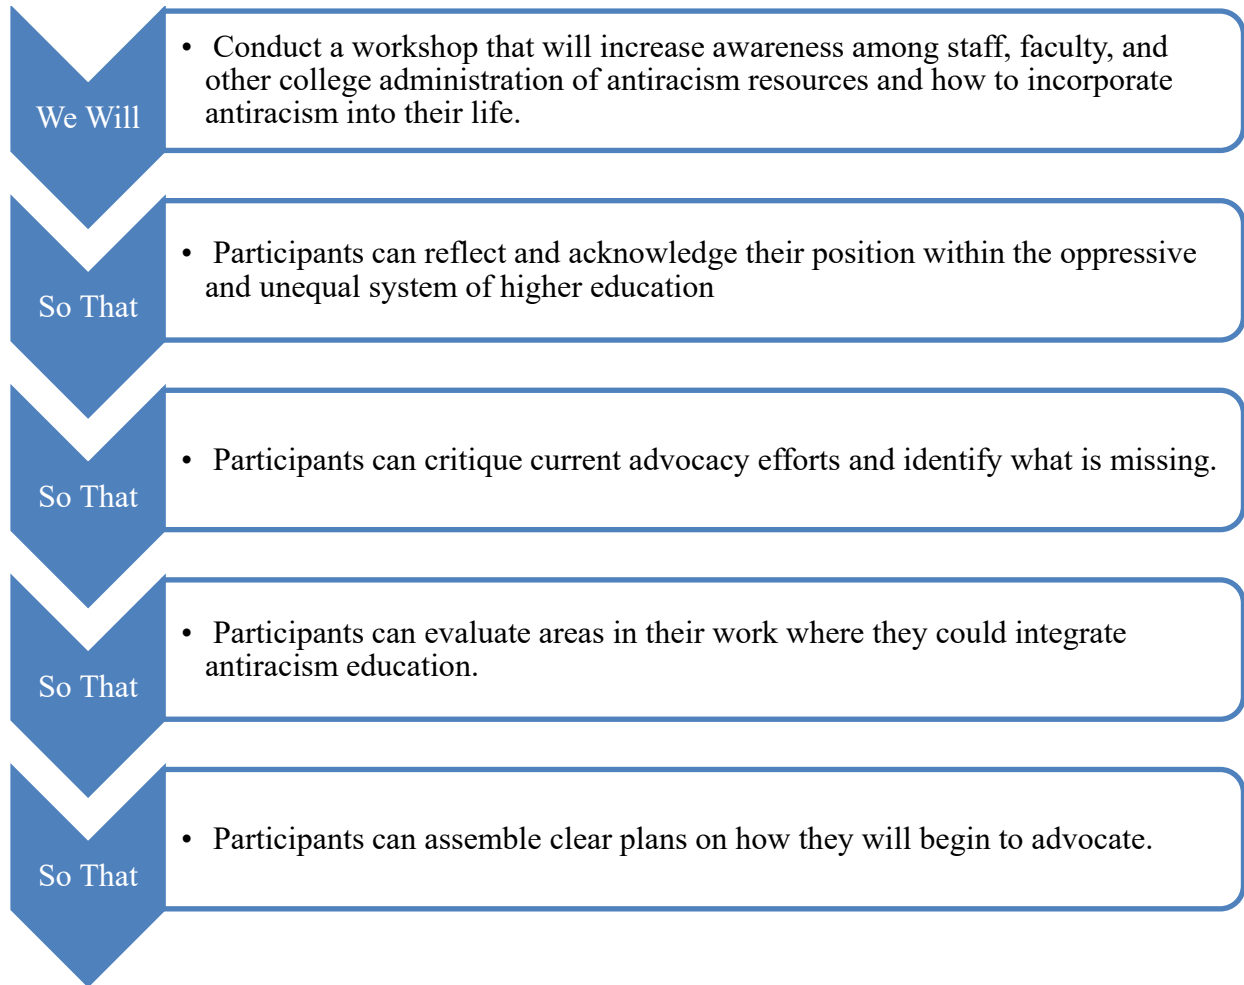 We Will
• Conduct a workshop that will increase awareness among staff, faculty, and
other college administration of antiracism resources and how to incorporate
antiracism into their life.
So That
• Participants can reflect and acknowledge their position within the oppressive
and unequal system of higher education
So That
• Participants can critique current advocacy efforts and identify what is missing.
So That
• Participants can evaluate areas in their work where they could integrate
antiracism education.
So That
• Participants can assemble clear plans on how they will begin to advocate.